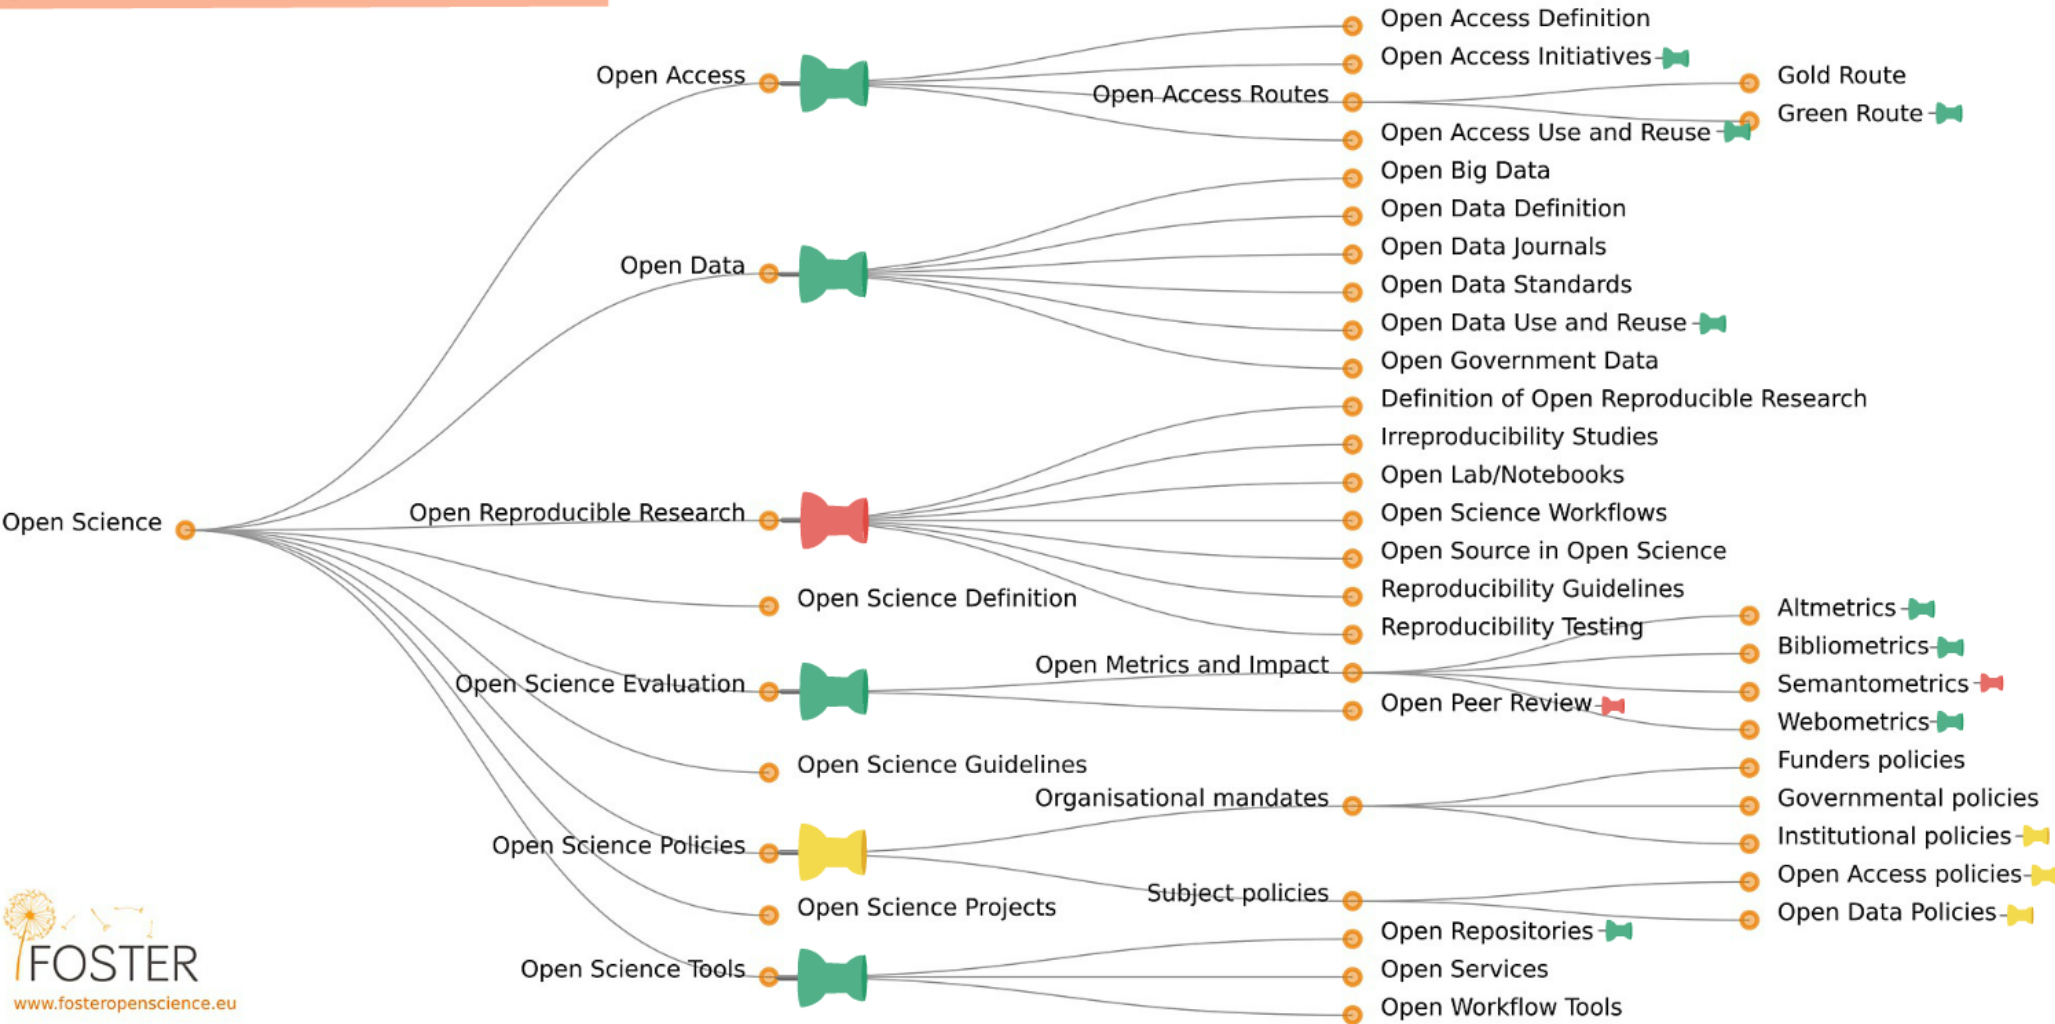 Open Science
Open Access
Open Access Definition
Open Access Initiatives
Open Access Routes
Gold Route
Green Route
Open Access Use and Reuse
Open Data
Open Big Data
Open Data Definition
Open Data Journals
Open Data Standards
Open Data Use and Reuse
Open Government Data
Open Reproducible Research
Definition of Open Reproducible Research
Irreproducibility Studies
Open Lab/Notebooks
Open Science Workflows
Open Source in Open Science
Reproducibility Guidelines
Reproducibility Testing
Open Science Definition
Open Science Evaluation
Open Metrics and Impact
Altmetrics
Bibliometrics
Semantometrics
Webometrics
Open Peer Review
Open Science Guidelines
Open Science Policies
Organisational mandates
Funders policies
Governmental policies
Institutional policies
Subject policies
Open Access policies
Open Data Policies
Open Science Projects
Open Science Tools
Open Repositories
Open Services
Open Workflow Tools
FOSTER
www.fosteropenscience.eu